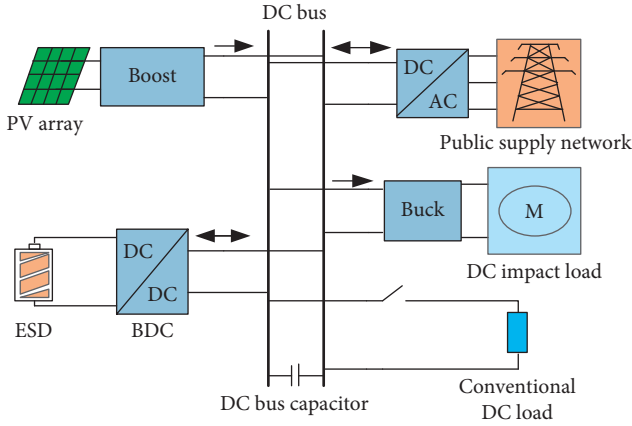 DC bus
Boost
DC
AC
PV array
Public supply network
Buck
M
DC
DC
DC impact load
ESD
BDC
DC bus capacitor
Conventional
DC load